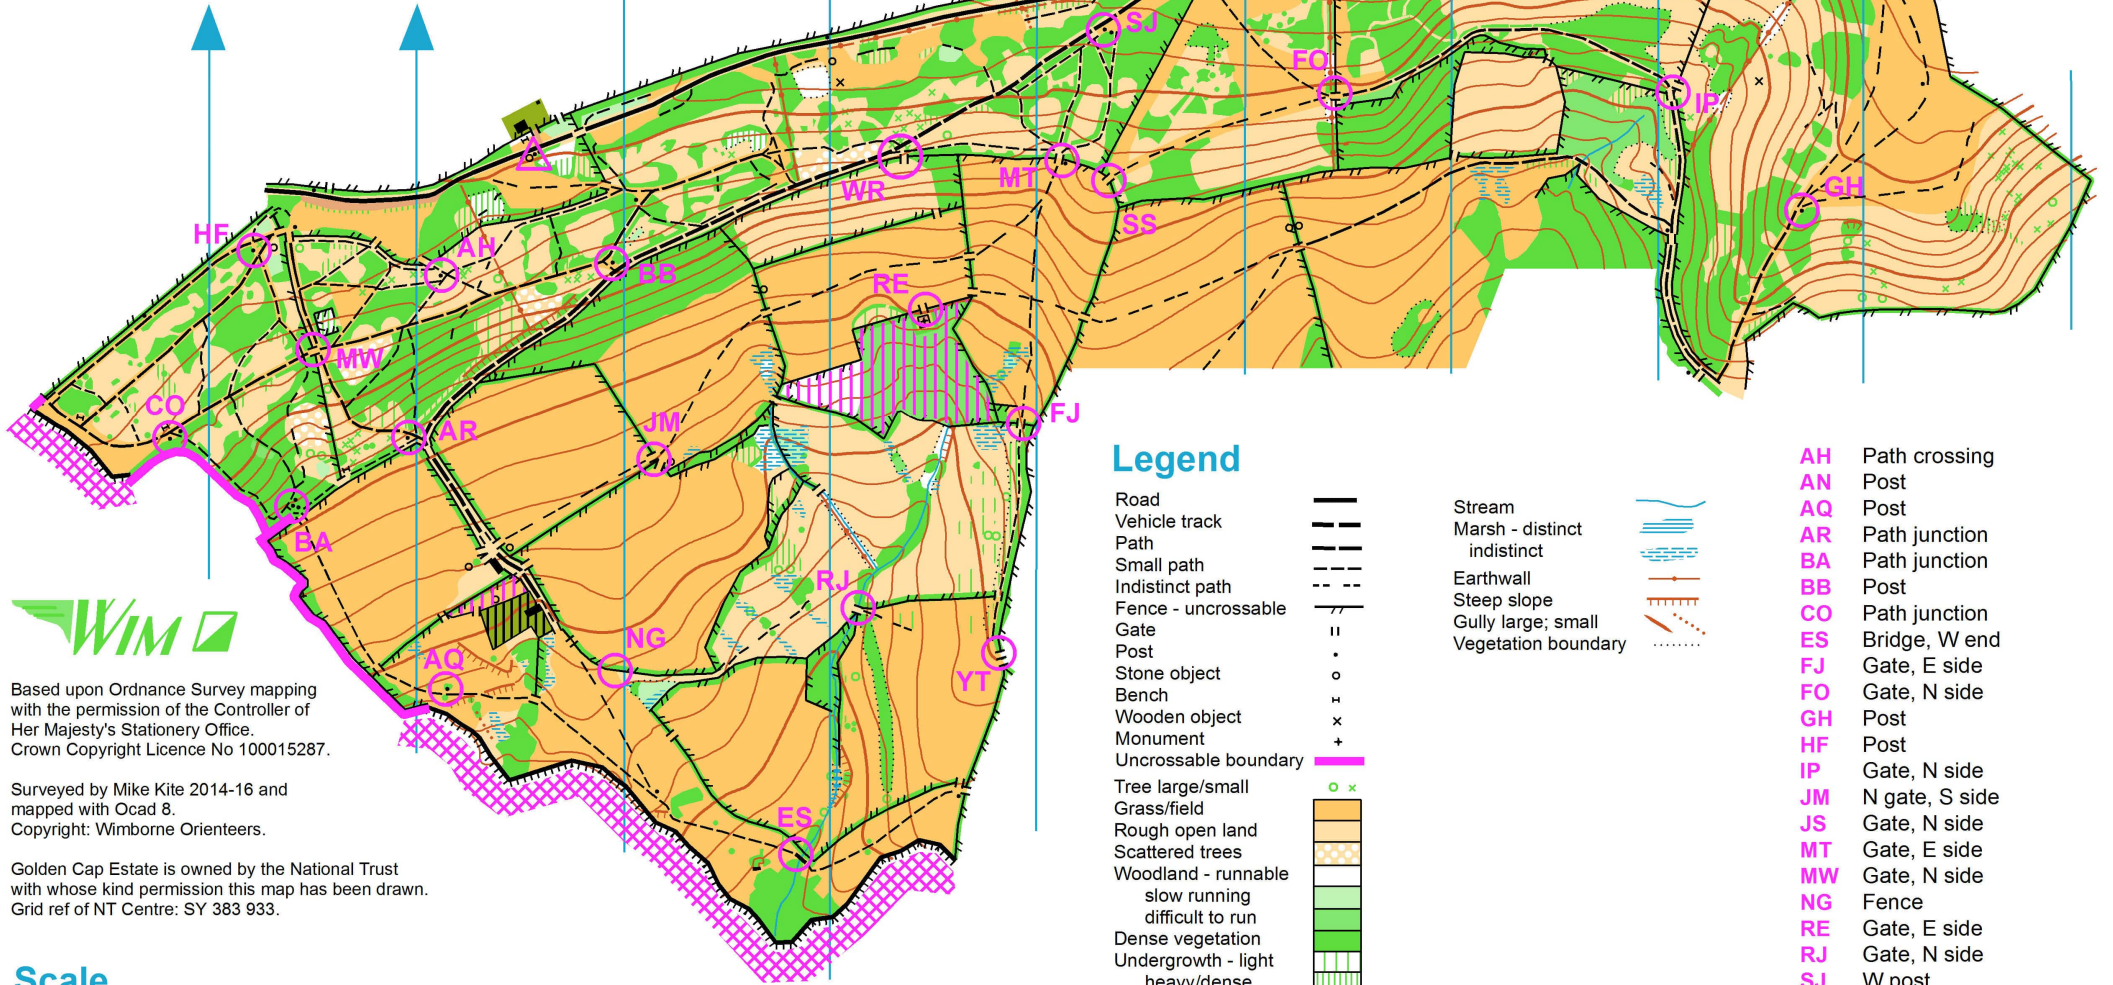 SJ
FO
IP
WR
MT
SS
GH
HF
AH
BB
RE
MW
CO
AR
JM
FJ
BA
RJ
NG
AQ
YT
ES
WIM
Based upon Ordnance Survey mapping
with the permission of the Controller of
Her Majesty's Stationery Office.
Crown Copyright Licence No 100015287.
Surveyed by Mike Kite 2014-16 and
mapped with Ocad 8.
Copyright: Wimborne Orienteers.
Golden Cap Estate is owned by the National Trust
with whose kind permission this map has been drawn.
Grid ref of NT Centre: SY 383 933.
Scale
Legend
Road
Vehicle track
Path
Small path
Indistinct path
Fence - uncrossable
Gate
Post
Stone object
Bench
Wooden object
Monument
Uncrossable boundary
Tree large/small
Grass/field
Rough open land
Scattered trees
Woodland - runnable
slow running
difficult to run
Dense vegetation
Undergrowth - light
heavy/dense
Stream
Marsh - distinct
indistinct
Earthwall
Steep slope
Gully large; small
Vegetation boundary
AH Path crossing
AN Post
AQ Post
AR Path junction
BA Path junction
BB Post
CO Path junction
ES Bridge, W end
FJ Gate, E side
FO Gate, N side
GH Post
HF Post
IP Gate, N side
JM N gate, S side
JS Gate, N side
MT Gate, E side
MW Gate, N side
NG Fence
RE Gate, E side
RJ Gate, N side
SJ W post